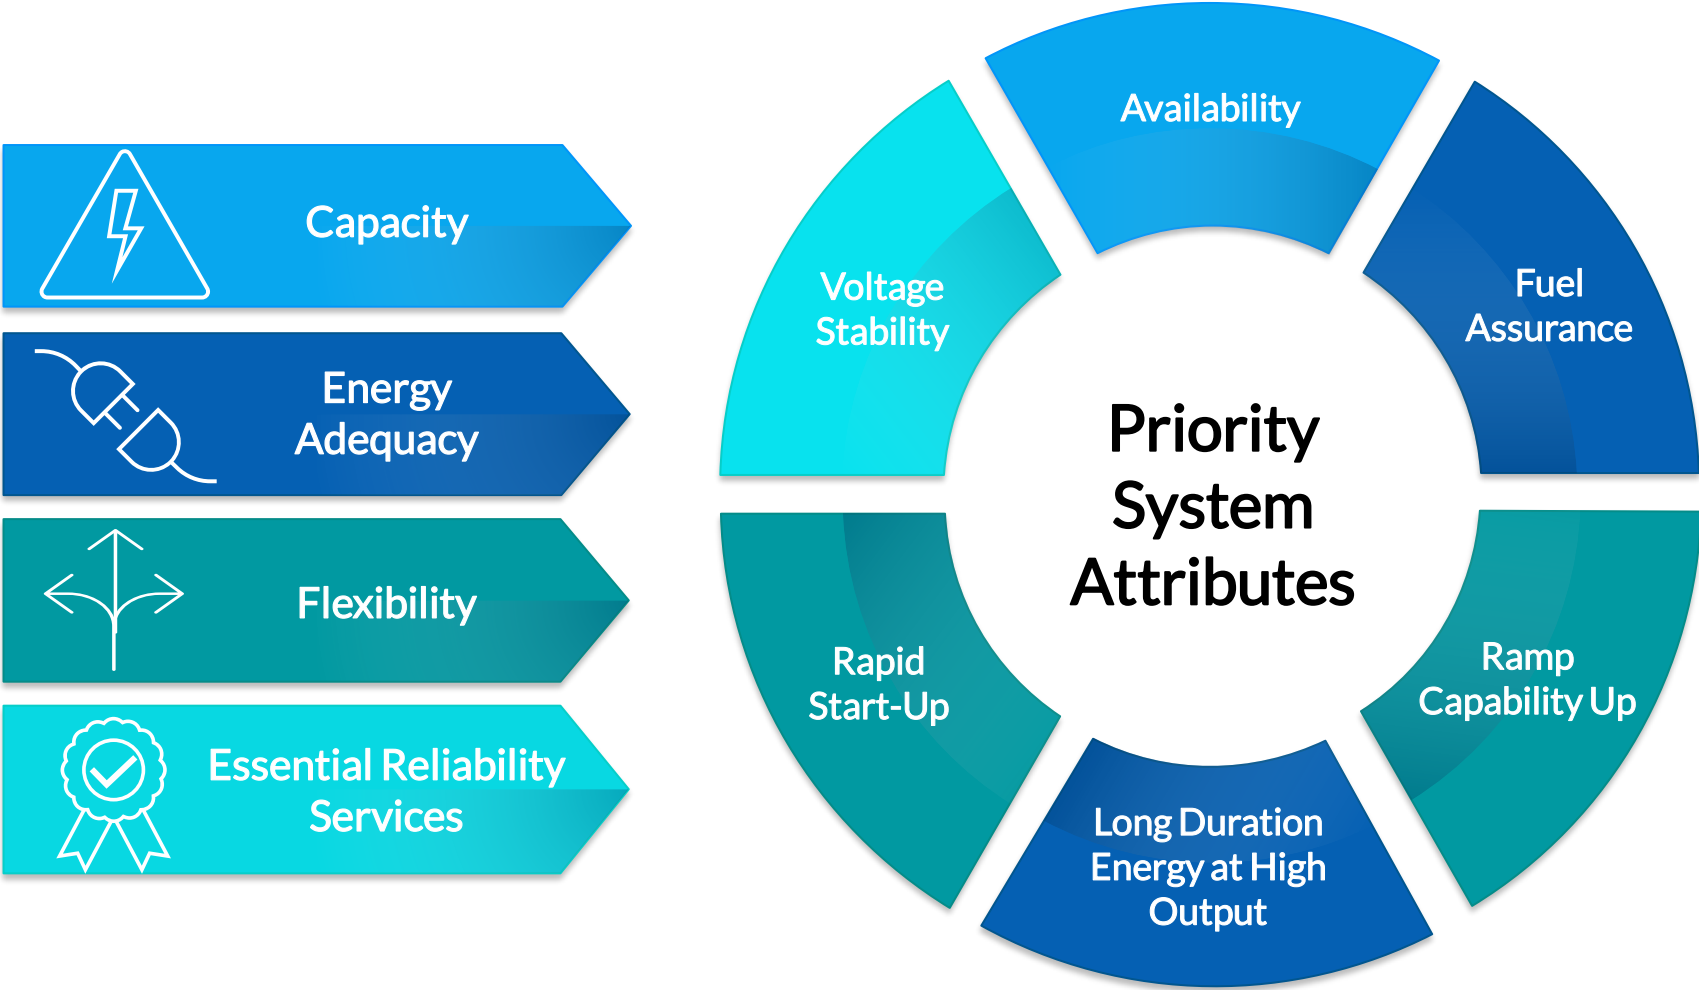 Capacity
Energy
Adequacy
Flexibility
Essential Reliability
Services
Availability
Fuel
Assurance
Ramp
Capability Up
Long Duration
Energy at High
Output
Rapid
Start-Up
Voltage
Stability
Priority
System
Attributes